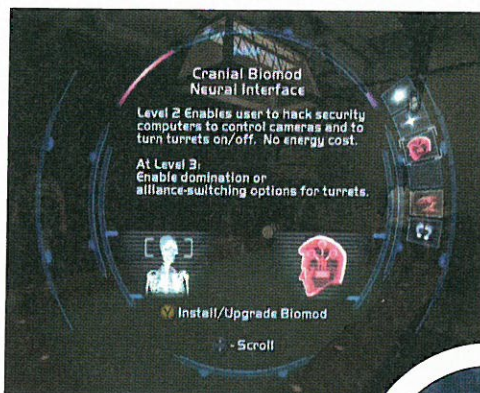 Cranial Biomod
Neural Interface
Level 2 Enables user to hack security
computers to control cameras and to
turn turrets on/off. No energy cost.
At Level 3:
Enable domination or
alliance-switching options for turrets.
Y Install/Upgrade Biomod
- Scroll